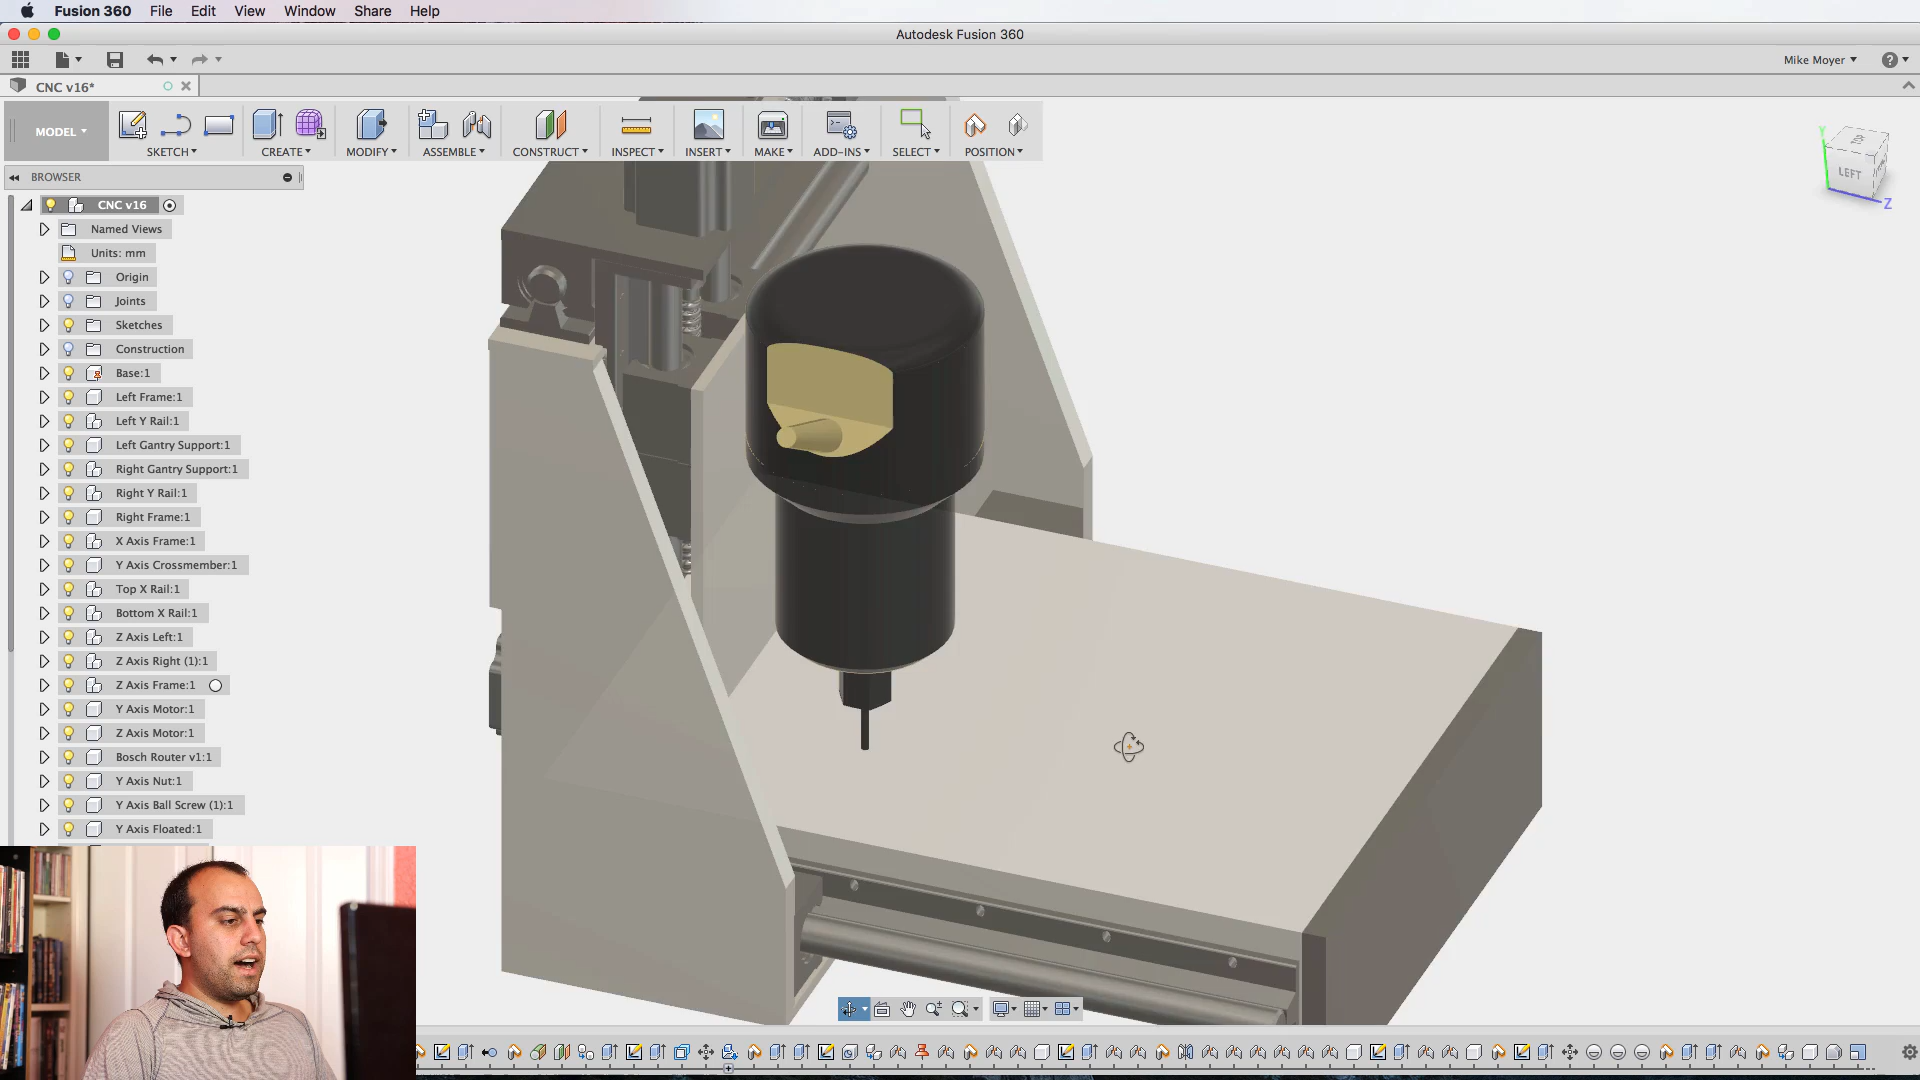 Fusion 360 File Edit View Window Share Help
Autodesk Fusion 360
Mike Moyer
CNC v16*
MODEL
SKETCH
CREATE
MODIFY
ASSEMBLE
CONSTRUCT
INSPECT
INSERT
MAKE
ADD-INS
SELECT
POSITION
Y
LEFT
Z
BROWSER
CNC v16
Named Views
Units: mm
Origin
Joints
Sketches
Construction
Base:1
Left Frame:1
Left Y Rail:1
Left Gantry Support:1
Right Gantry Support:1
Right Y Rail:1
Right Frame:1
X Axis Frame:1
Y Axis Crossmember:1
Top X Rail:1
Bottom X Rail:1
Z Axis Left:1
Z Axis Right (1):1
Z Axis Frame:1
Y Axis Motor:1
Z Axis Motor:1
Bosch Router v1:1
Y Axis Nut:1
Y Axis Ball Screw (1):1
Y Axis Floated:1